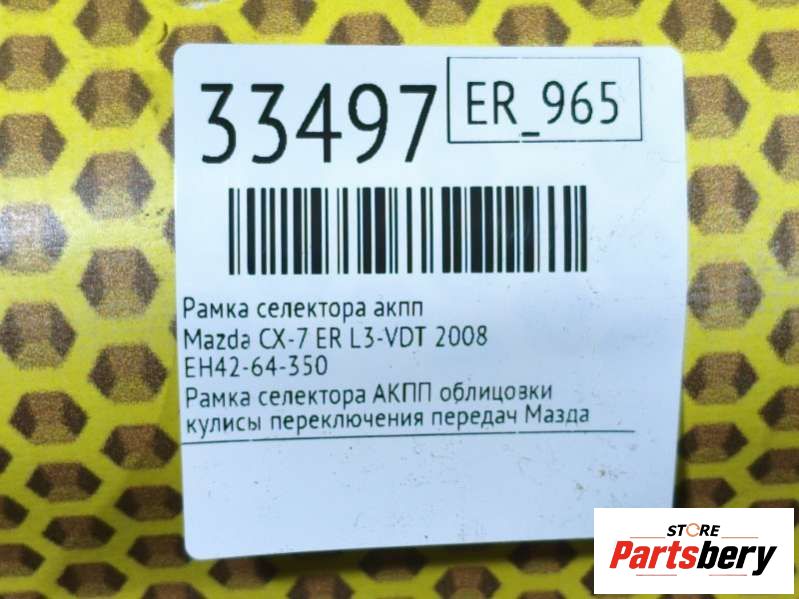 33497
ER_965
Рамка селектора акпп
Mazda CX-7 ER L3-VDT 2008
EH42-64-350
Рамка селектора АКПП облицовки
кулисы переключения передач Мазда
STORE
Partsbery